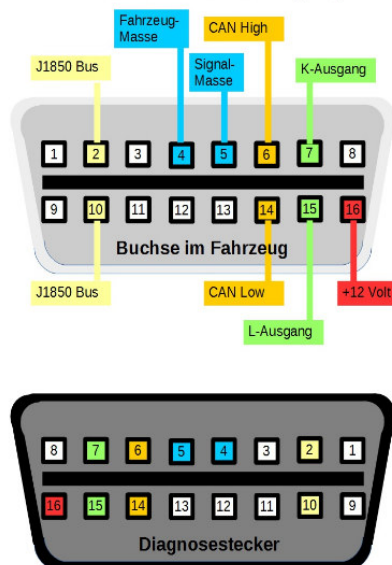 Fahrzeug-
Masse
CAN High
J1850 Bus
Signal-
Masse
K-Ausgang
1 2 3 4 5 6 7 8
9 10 11 12 13 14 15 16
Buchse im Fahrzeug
J1850 Bus
CAN Low
+12 Volt
L-Ausgang
8 7 6 5 4 3 2 1
16 15 14 13 12 11 10 9
Diagnosestecker